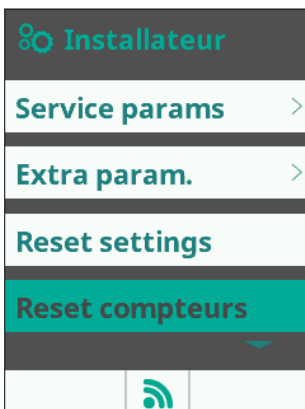 Installateur
Service params
Extra param.
Reset settings
Reset compteurs